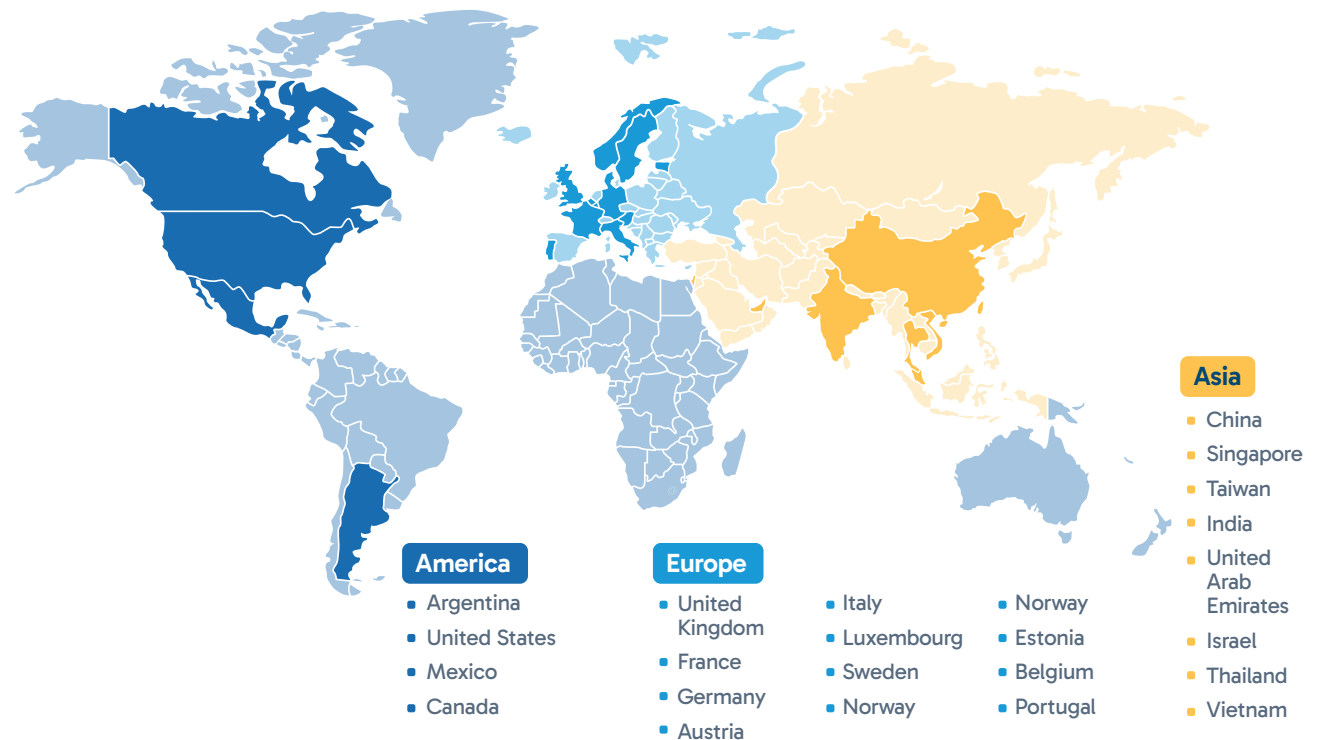 America
Argentina
United States
Mexico
Canada
Europe
United
Kingdom
France
Germany
Austria
Italy
Luxembourg
Sweden
Norway
Norway
Estonia
Belgium
Portugal
Asia
China
Singapore
Taiwan
India
United
Arab
Emirates
Israel
Thailand
Vietnam